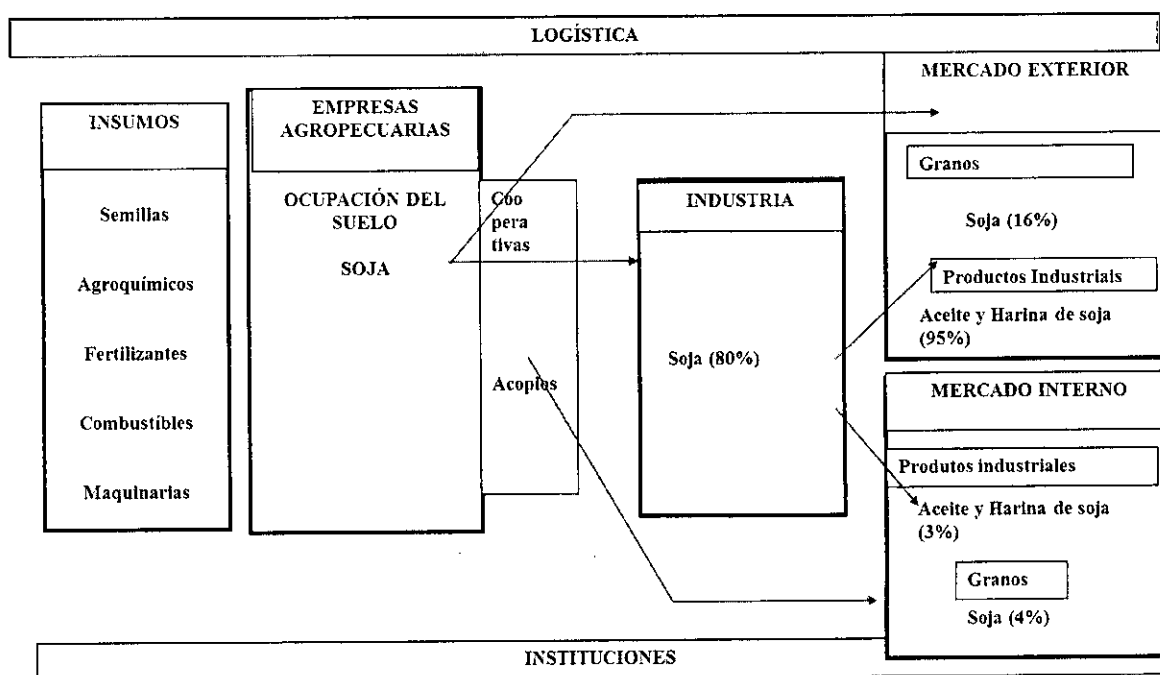 LOGÍSTICA
INSUMOS
Semillas
Agroquímicos
Fertilizantes
Combustíbles
Maquinarias
EMPRESAS
AGROPECUARIAS
OCUPACIÓN DEL
SUELO
SOJA
Coo
pera
tivas
Acopios
INDUSTRIA
Soja (80%)
MERCADO EXTERIOR
Granos
Soja (16%)
Productos Industriais
Aceite y Harina de soja
(95%)
MERCADO INTERNO
Produtos industriales
Aceite y Harina de soja
(3%)
Granos
Soja (4%)
INSTITUCIONES